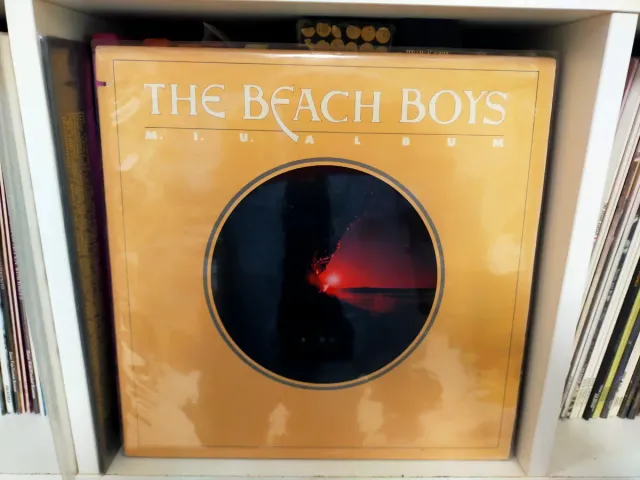 THE BEACH BOYS
M. I. U. ALBUM